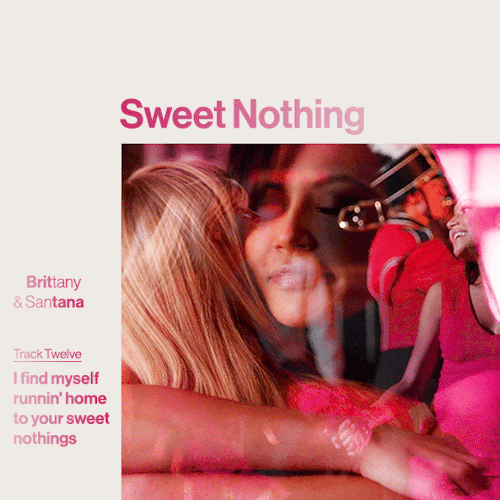 Sweet Nothing
Brittany
& Santana
Track Twelve
I find myself
runnin' home
to your sweet
nothings